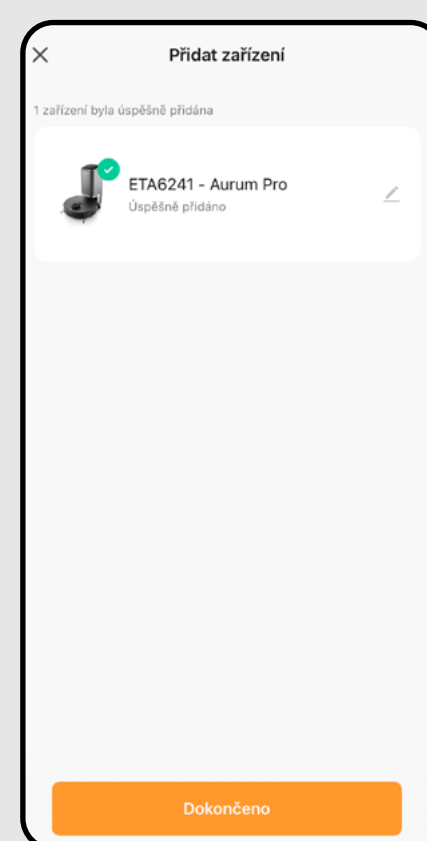 Přidat zařízení
1 zařízení byla úspěšně přidána
ETA6241 - Aurum Pro
Úspěšně přidáno
Dokončeno